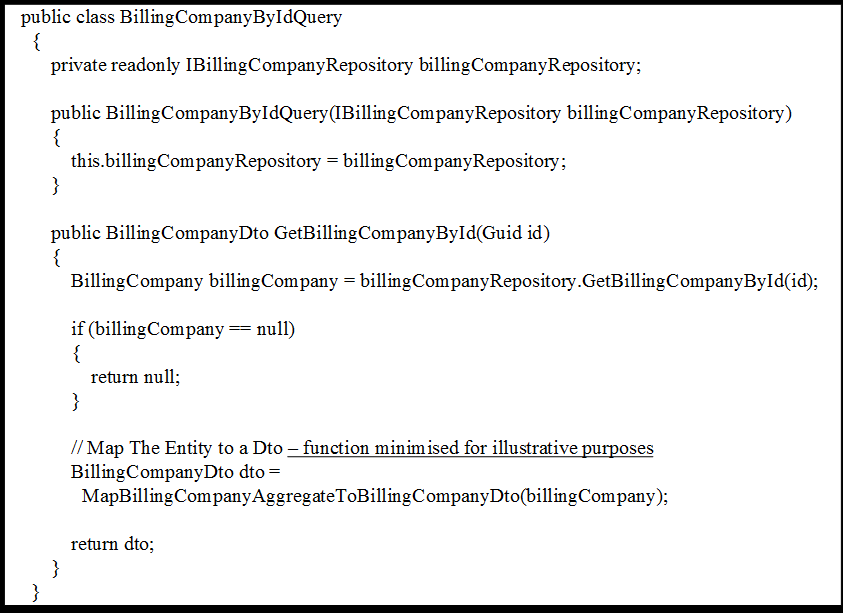 public class BillingCompanyByIdQuery
{
private readonly IBillingCompanyRepository billingCompanyRepository;
public BillingCompanyByIdQuery(IBillingCompanyRepository billingCompanyRepository)
{
this.billingCompanyRepository = billingCompanyRepository;
}
public BillingCompanyDto GetBillingCompanyById(Guid id)
{
BillingCompany billingCompany = billingCompanyRepository.GetBillingCompanyById(id);
if (billingCompany == null)
{
return null;
}
// Map The Entity to a Dto – function minimised for illustrative purposes
BillingCompanyDto dto =
MapBillingCompanyAggregateToBillingCompanyDto(billingCompany);
return dto;
}
}